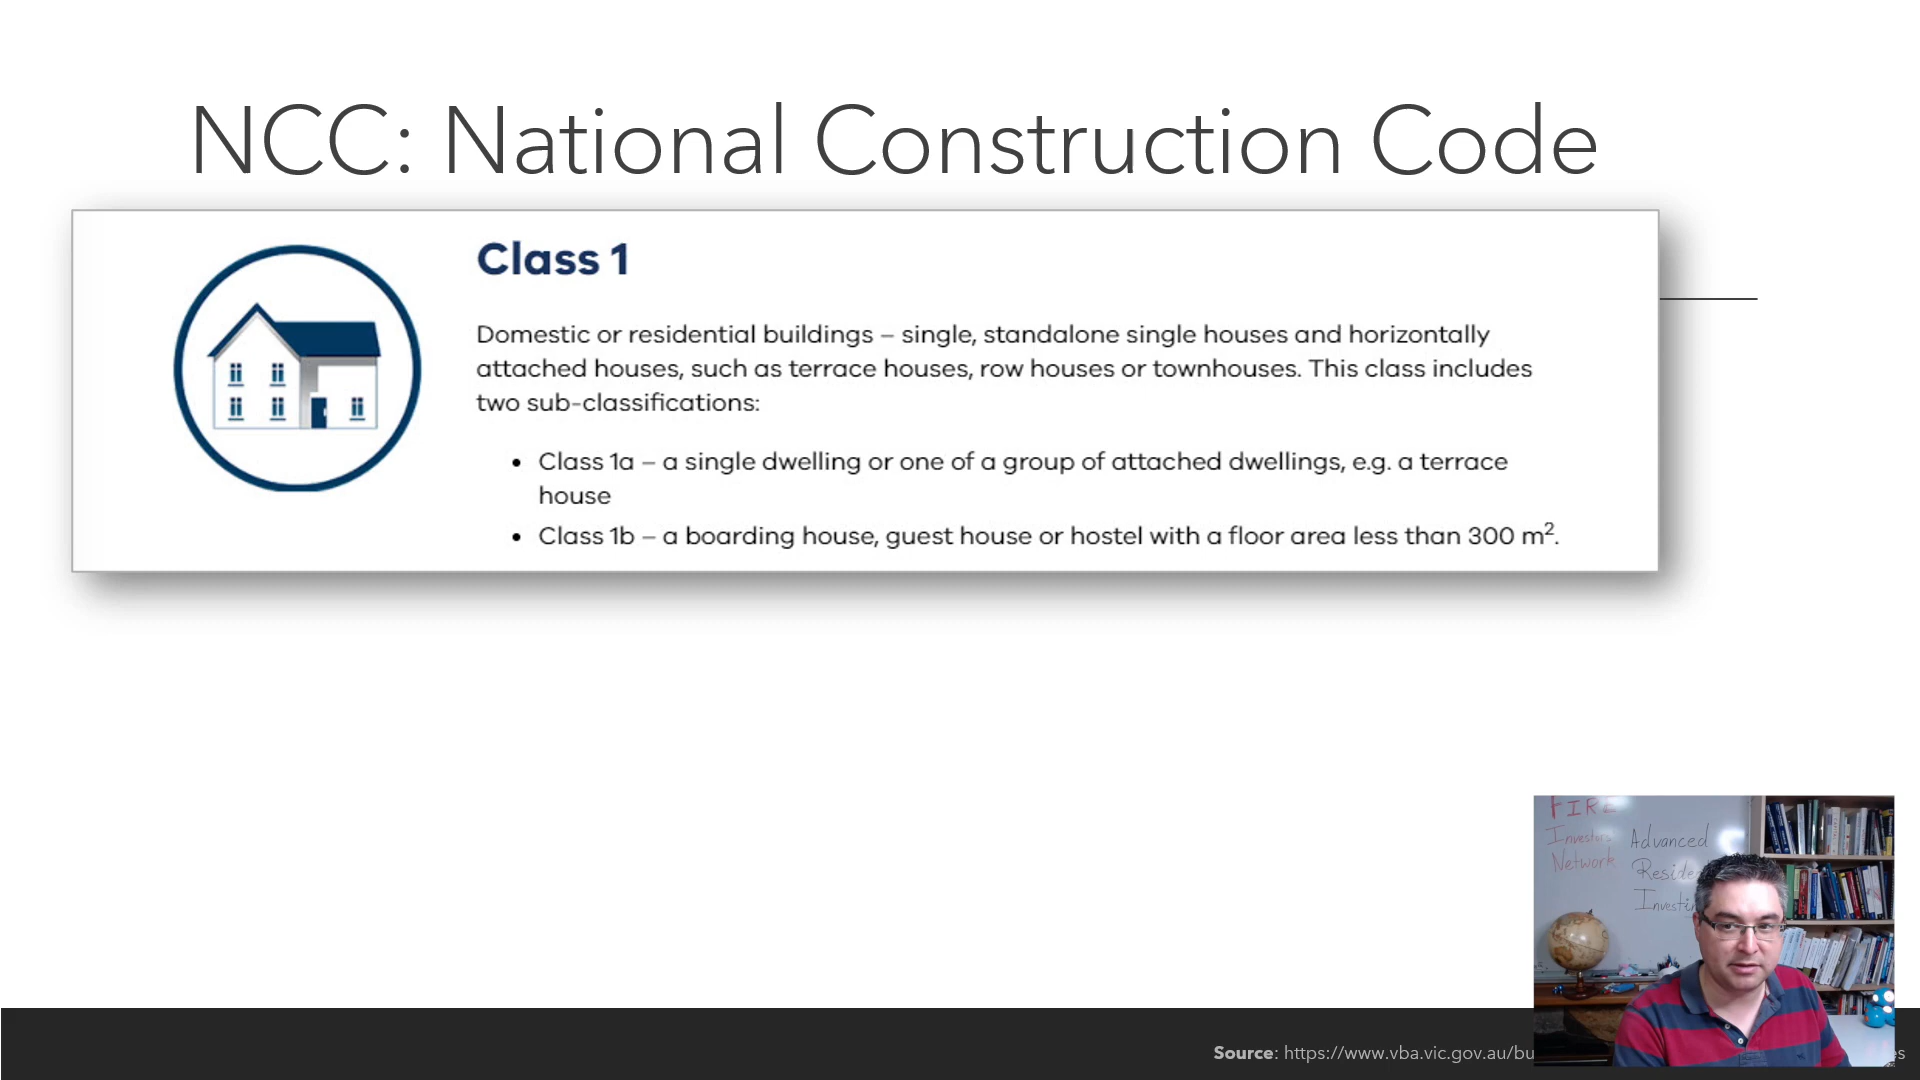 NCC: National Construction Code
Class 1
Domestic or residential buildings – single, standalone single houses and horizontally
attached houses, such as terrace houses, row houses or townhouses. This class includes
two sub-classifications:
• Class 1a – a single dwelling or one of a group of attached dwellings, e.g. a terrace
house
• Class 1b – a boarding house, guest house or hostel with a floor area less than 300 m².
FIRE
Investors
Network
Advanced
Source: https://www.vba.vic.gov.au/bu